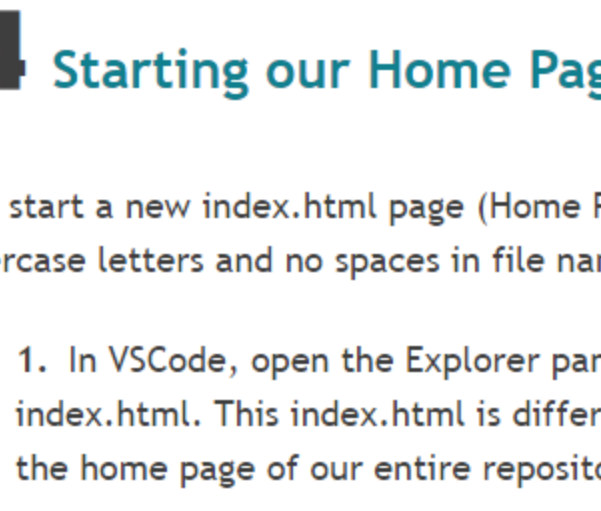 Starting our Home
start a new index.html page (Home
letters and no spaces in file
1. In VSCode, open the Explorer
index.html. This index.html is
the home page of our entire